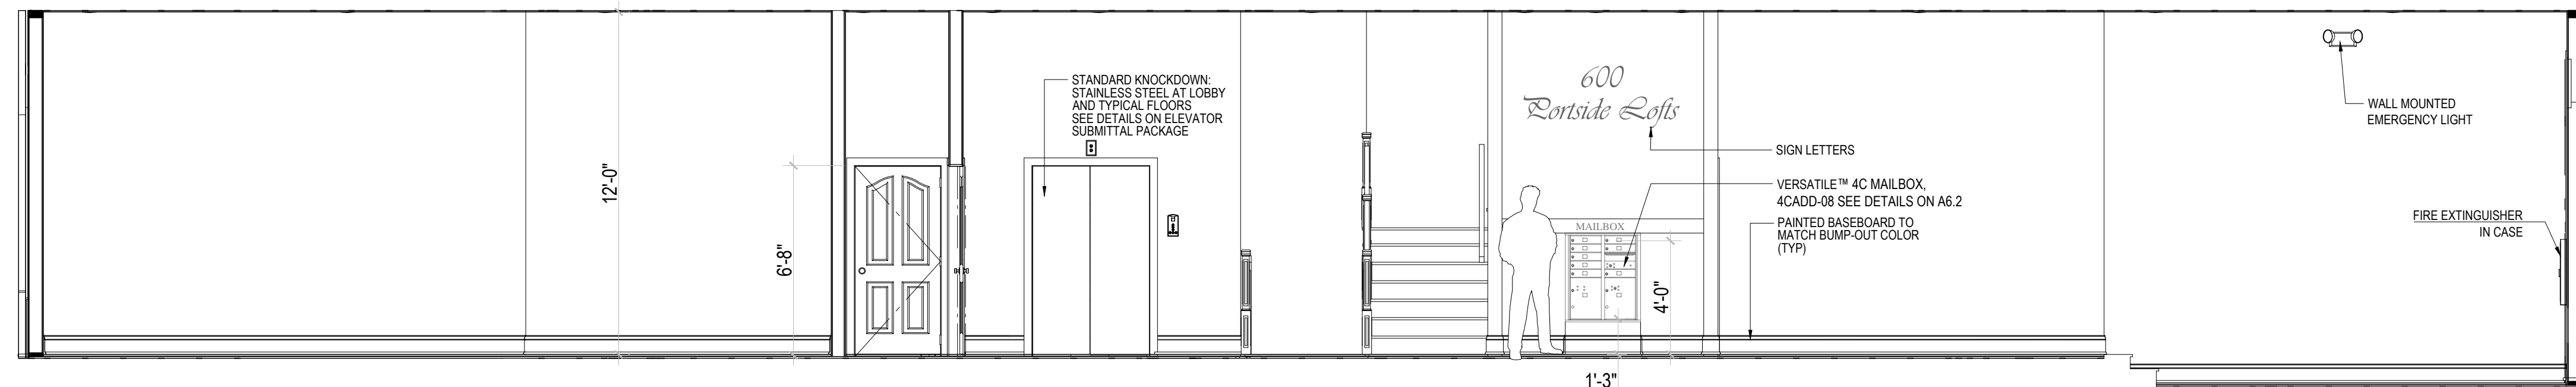 12'-0"
6'-8"
STANDARD KNOCKDOWN:
STAINLESS STEEL AT LOBBY
AND TYPICAL FLOORS
SEE DETAILS ON ELEVATOR
SUBMITTAL PACKAGE
600
Portside Lofts
MAILBOX
SIGN LETTERS
VERSATILE™ 4C MAILBOX,
4CADD-08 SEE DETAILS ON A6.2
PAINTED BASEBOARD TO
MATCH BUMP-OUT COLOR
(TYP)
4'-0"
1'-3"
WALL MOUNTED
EMERGENCY LIGHT
FIRE EXTINGUISHER
IN CASE